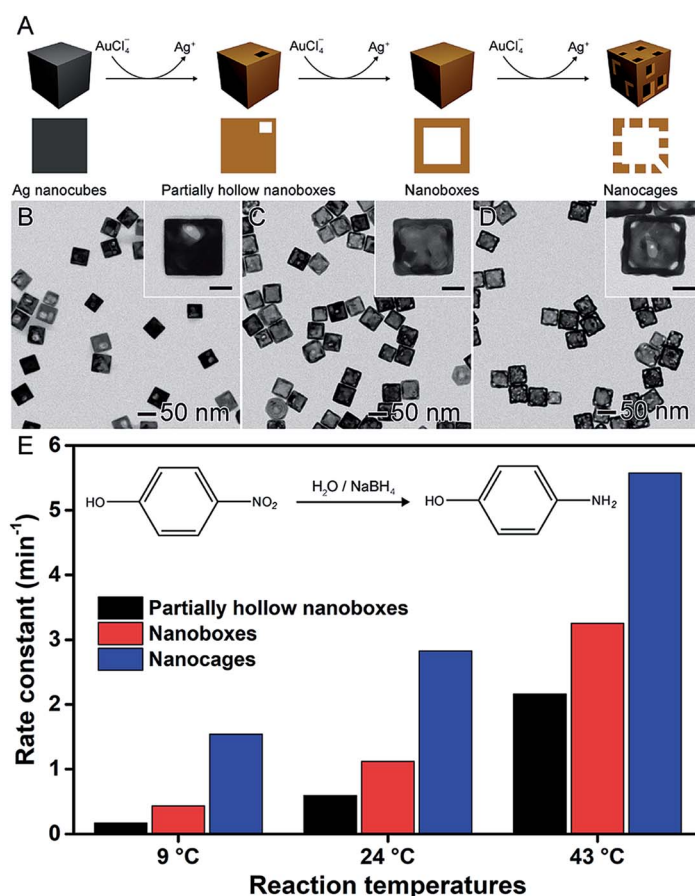 A
AuCl₄⁻ Ag⁺ AuCl₄⁻ Ag⁺ AuCl₄⁻ Ag⁺
Ag nanocubes Partially hollow nanoboxes Nanoboxes Nanocages
B C D
50 nm 50 nm 50 nm
E
HO NO₂ H₂O / NaBH₄ HO NH₂
Partially hollow nanoboxes
Nanoboxes
Nanocages
Rate constant (min⁻¹)
6
5
4
3
2
1
0
9 °C 24 °C 43 °C
Reaction temperatures